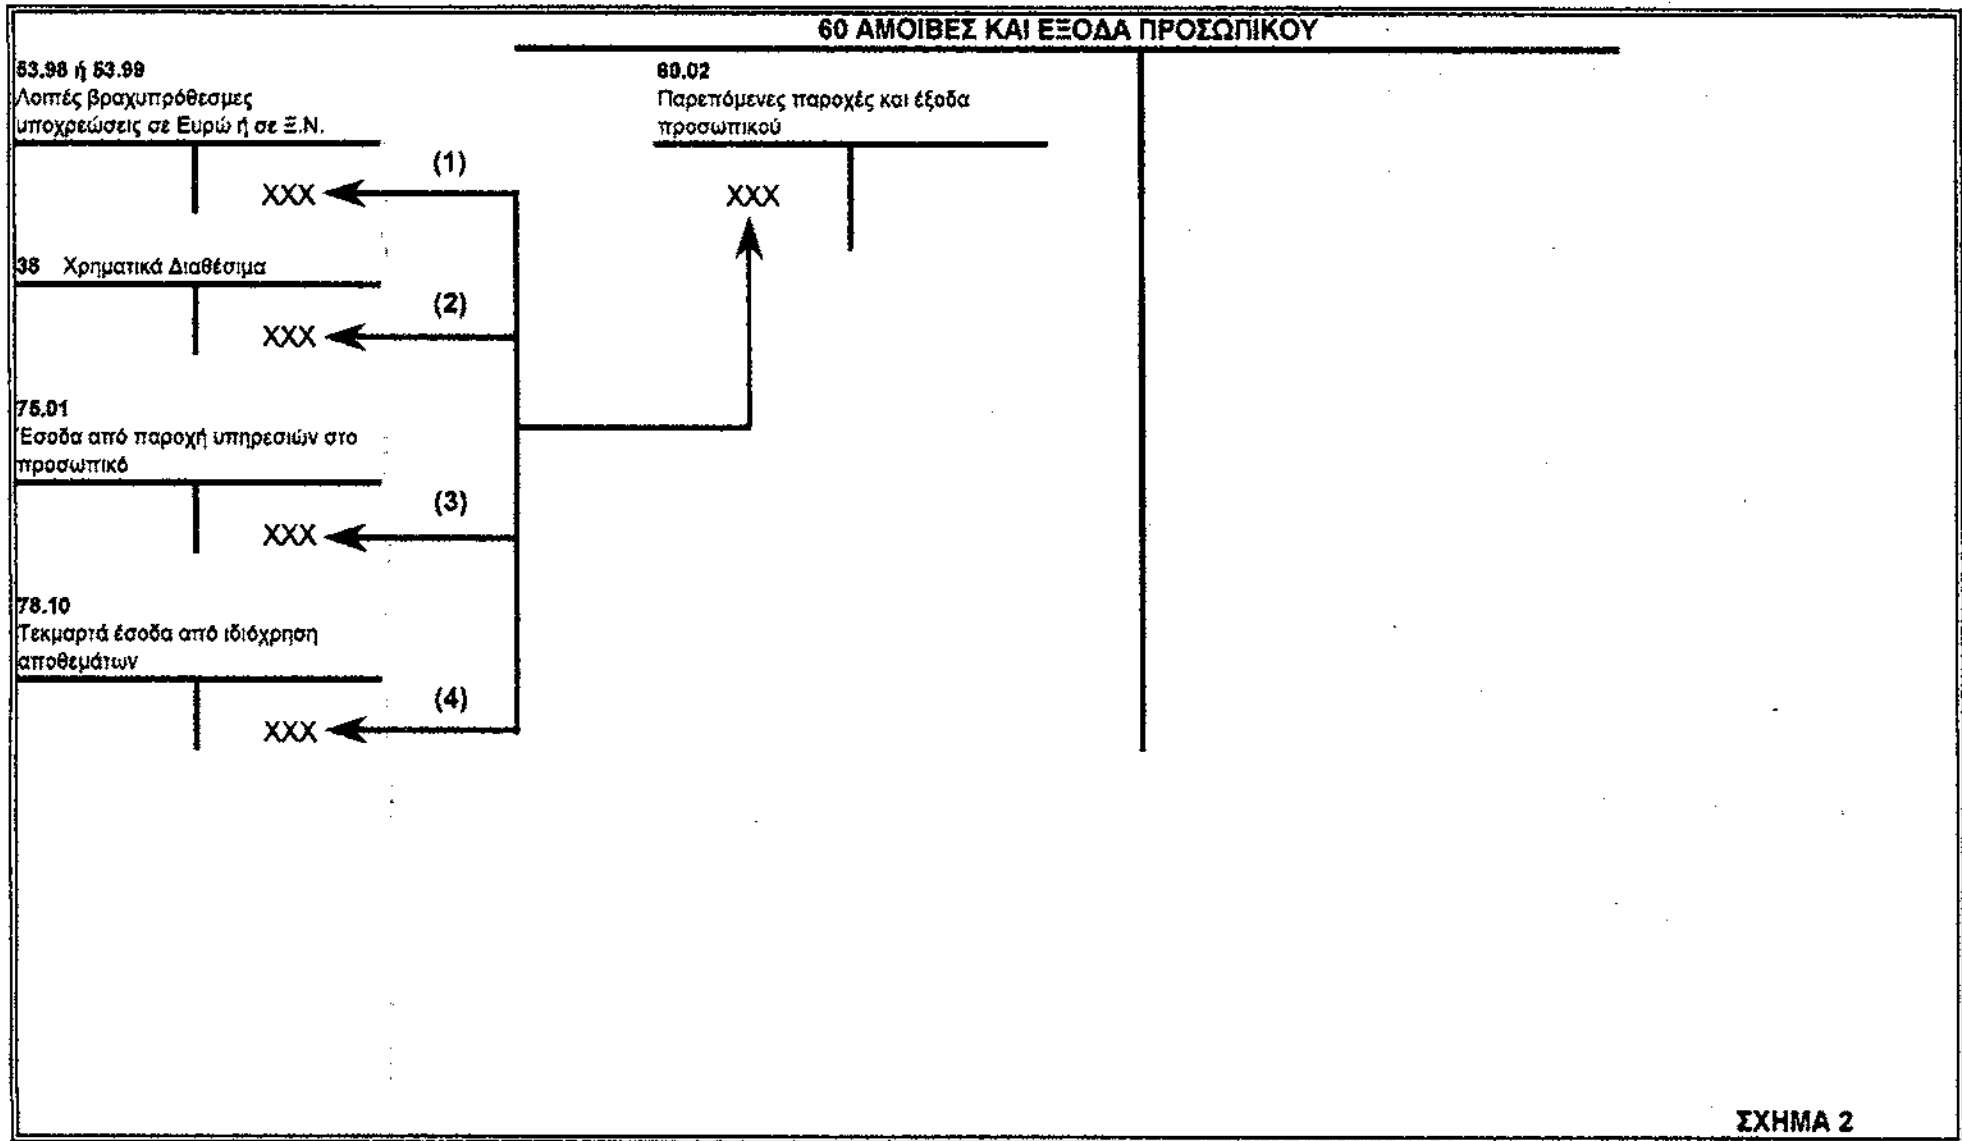 60 ΑΜΟΙΒΕΣ ΚΑΙ ΕΞΟΔΑ ΠΡΟΣΩΠΙΚΟΥ
53.98 ή 53.99
Λοιπές βραχυπρόθεσμες
υποχρεώσεις σε Ευρώ ή σε Ξ.Ν.
(1)
XXX
60.02
Παρεπόμενες παροχές και έξοδα
προσωπικού
XXX
38 Χρηματικά Διαθέσιμα
(2)
XXX
75.01
Έσοδα από παροχή υπηρεσιών στο
προσωπικό
(3)
XXX
78.10
Τεκμαρτά έσοδα από ιδιόχρηση
αποθεμάτων
(4)
XXX
ΣΧΗΜΑ 2